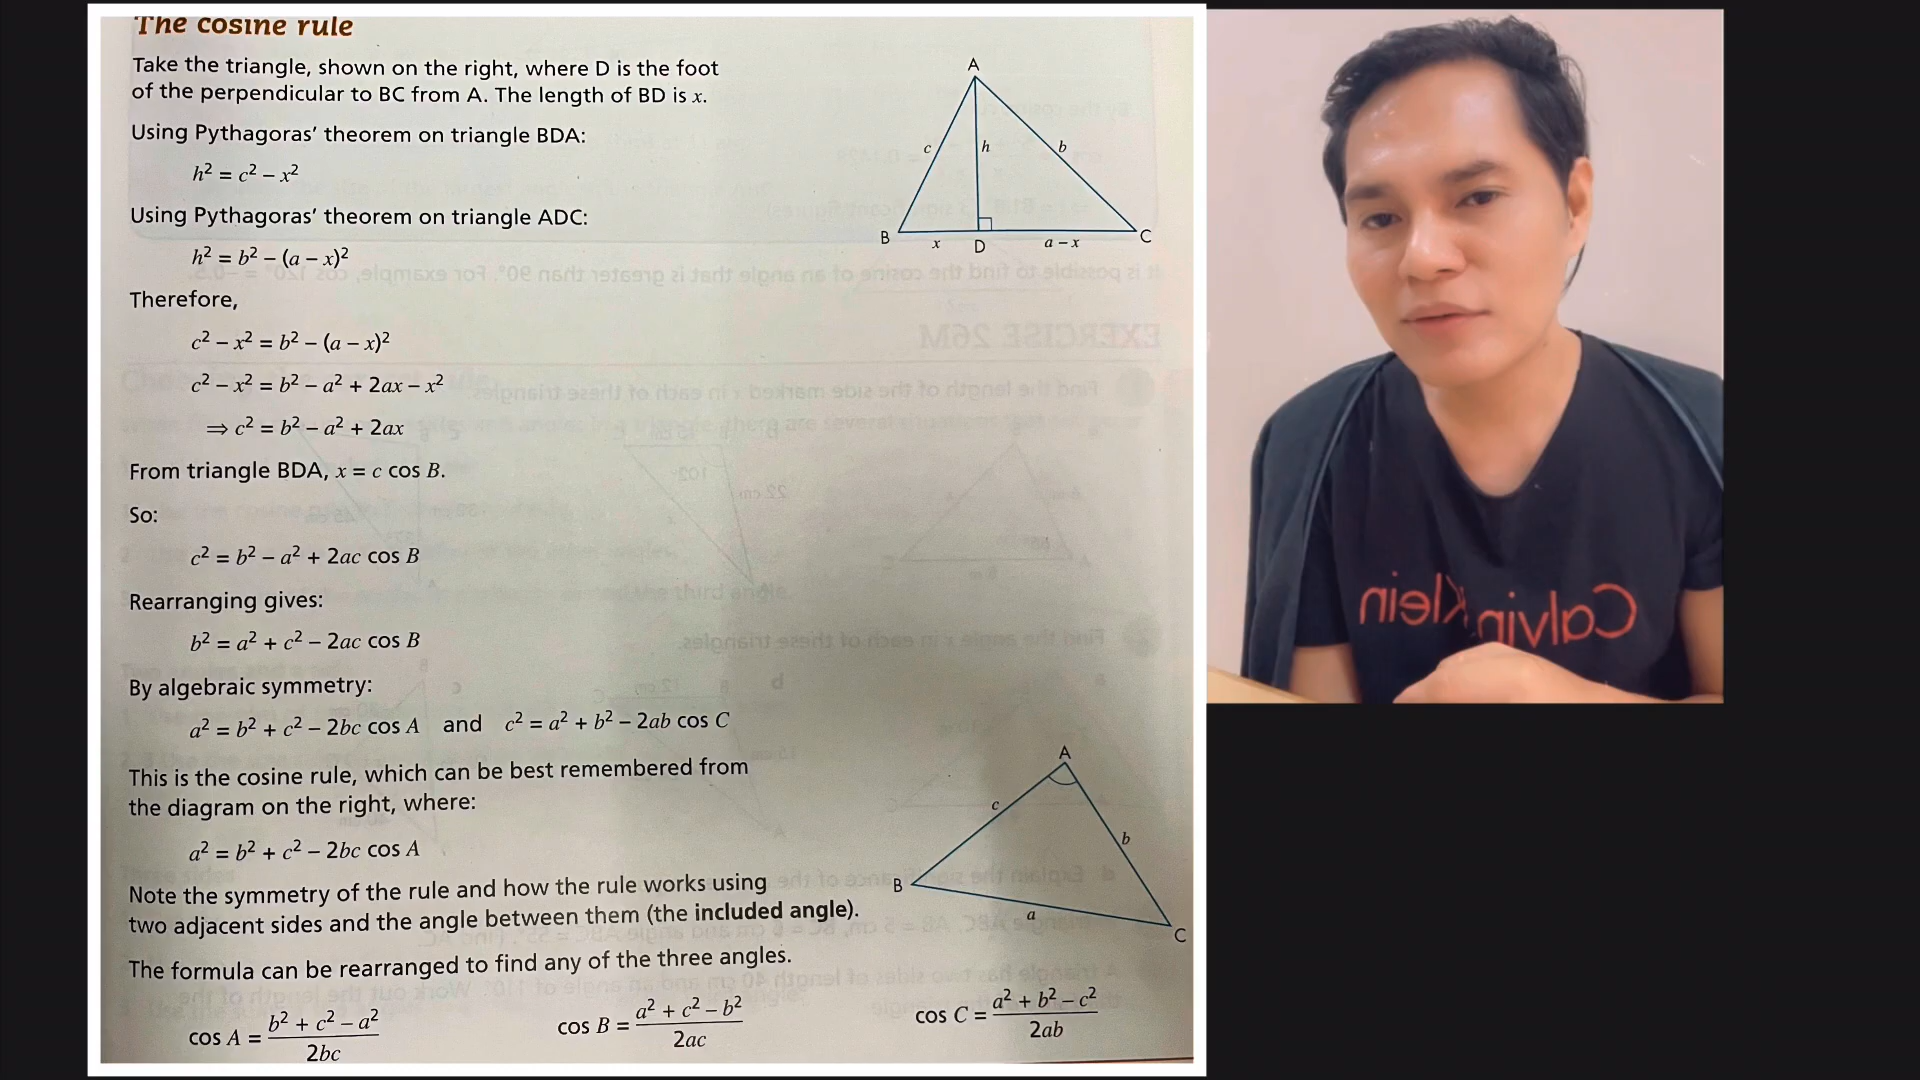 The cosine rule
Take the triangle, shown on the right, where D is the foot
of the perpendicular to BC from A. The length of BD is x.
Using Pythagoras’ theorem on triangle BDA:
h² = c² – x²
Using Pythagoras’ theorem on triangle ADC:
h² = b² – (a – x)²
Therefore,
c² – x² = b² – (a – x)²
c² – x² = b² – a² + 2ax – x²
⇒ c² = b² – a² + 2ax
From triangle BDA, x = c cos B.
So:
c² = b² – a² + 2ac cos B
Rearranging gives:
b² = a² + c² – 2ac cos B
By algebraic symmetry:
a² = b² + c² – 2bc cos A and c² = a² + b² – 2ab cos C
This is the cosine rule, which can be best remembered from
the diagram on the right, where:
a² = b² + c² – 2bc cos A
Note the symmetry of the rule and how the rule works using
two adjacent sides and the angle between them (the included angle).
The formula can be rearranged to find any of the three angles.
cos A = (b² + c² – a²) / 2bc
cos B = (a² + c² – b²) / 2ac
cos C = (a² + b² – c²) / 2ab
A
c h b
B x D a – x C
A
c
b
B
a
C
EXERCISE 26M
Calvin Klein